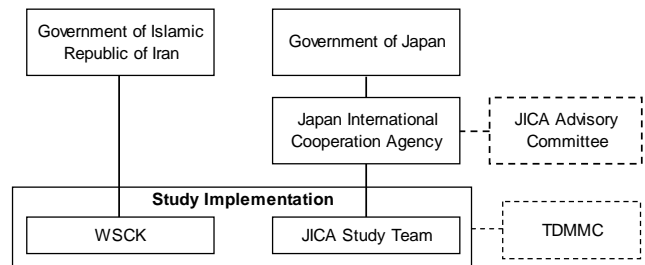 Government of Islamic
Republic of Iran
Government of Japan
Japan International
Cooperation Agency
JICA Advisory
Committee
Study Implementation
WSCK
JICA Study Team
TDMMC